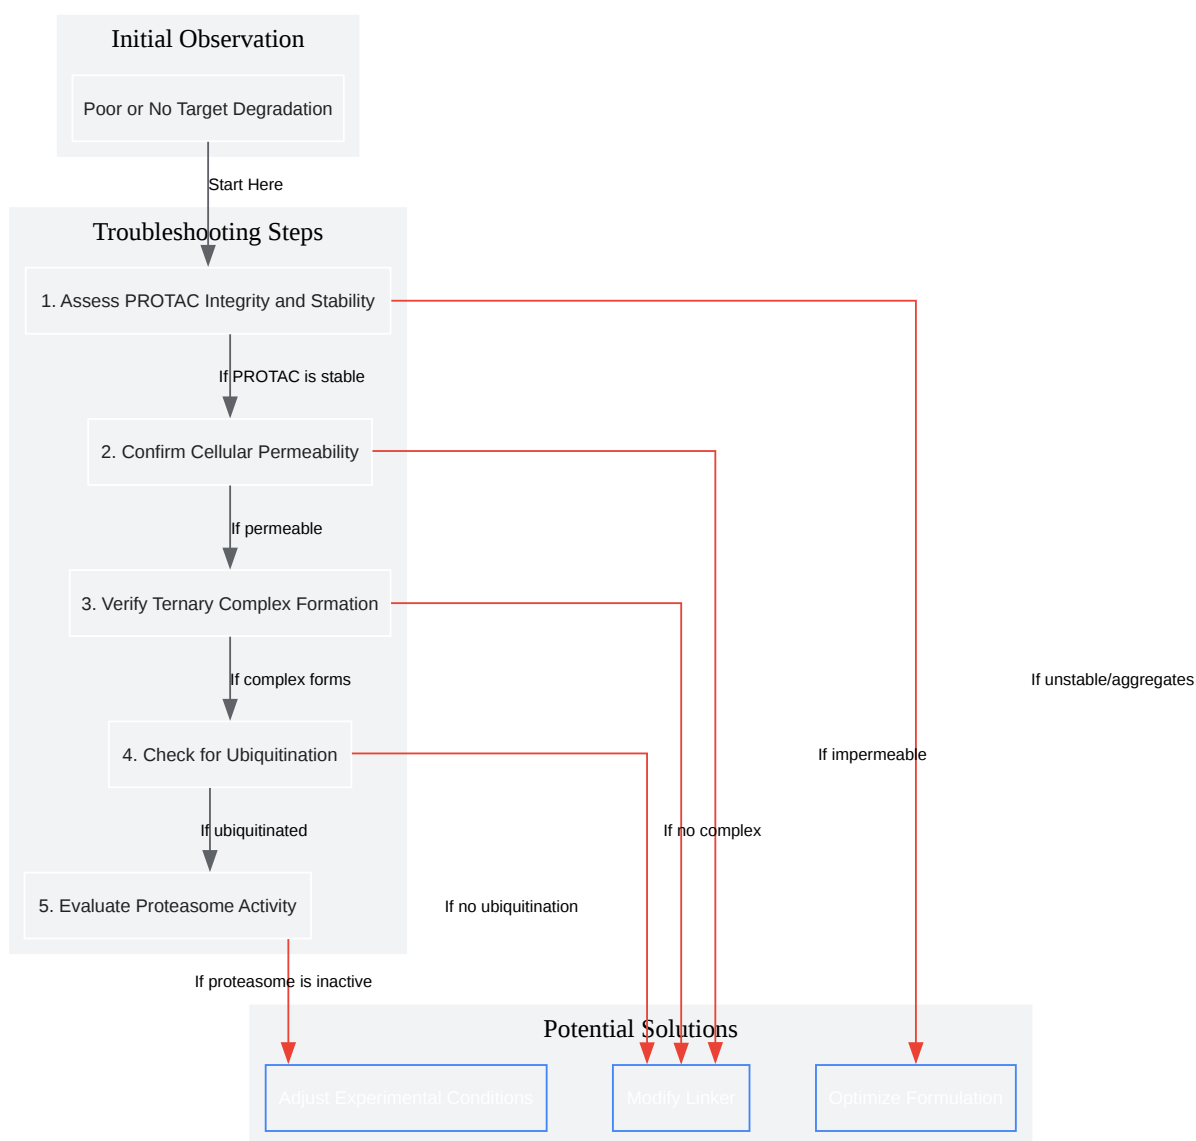 Initial Observation
Poor or No Target Degradation
Start Here
Troubleshooting Steps
1. Assess PROTAC Integrity and Stability
If PROTAC is stable
2. Confirm Cellular Permeability
If permeable
3. Verify Ternary Complex Formation
If complex forms
If unstable/aggregates
4. Check for Ubiquitination
If impermeable
If ubiquitinated
If no complex
5. Evaluate Proteasome Activity
If no ubiquitination
If proteasome is inactive
Potential Solutions
Adjust Experimental Conditions
Modify Linker
Optimize Formulation